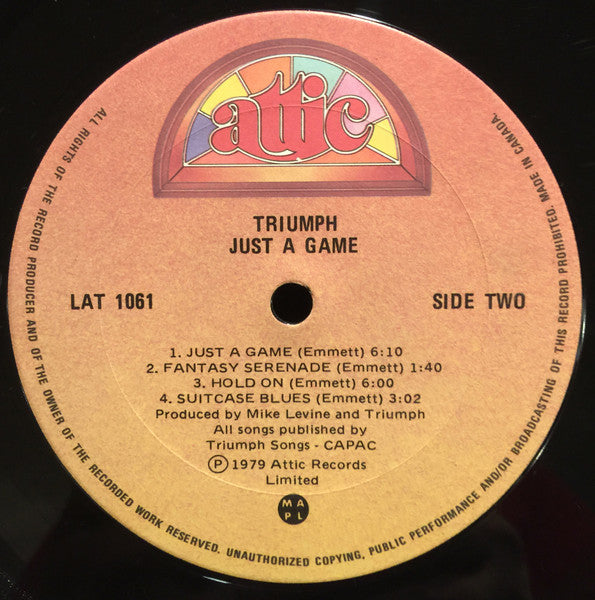 attic
TRIUMPH
JUST A GAME
LAT 1061
SIDE TWO
1. JUST A GAME (Emmett) 6:10
2. FANTASY SERENADE (Emmett) 1:40
3. HOLD ON (Emmett) 6:00
4. SUITCASE BLUES (Emmett) 3:02
Produced by Mike Levine and Triumph
All songs published by
Triumph Songs - CAPAC
Ⓟ 1979 Attic Records
Limited
M A
P L
ALL RIGHTS OF THE RECORD PRODUCER AND OF THE OWNER OF THE RECORDED WORK RESERVED. UNAUTHORIZED COPYING, PUBLIC PERFORMANCE AND/OR BROADCASTING OF THIS RECORD PROHIBITED. MADE IN CANADA.